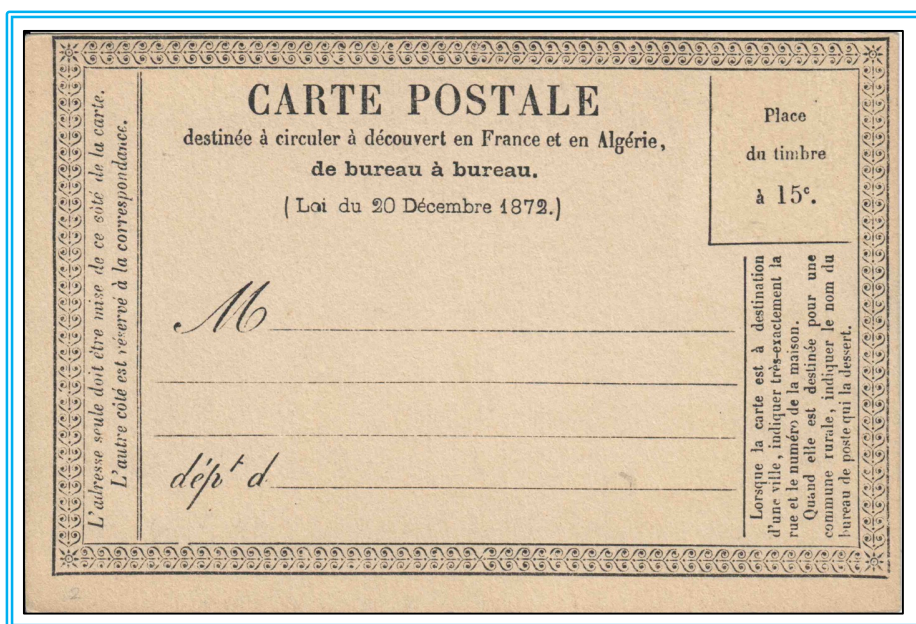 CARTE POSTALE
destinée à circuler à découvert en France et en Algérie,
de bureau à bureau.
( Loi du 20 Décembre 1872.)
Place
du timbre
à 15c.
L'adresse seule doit être mise de ce côté de la carte.
L'autre côté est réservé à la correspondance.
M
dépt d
Lorsque la carte est à destination
d'une ville, indiquer très-exactement la
rue et le numéro de la maison.
Quand elle est destinée pour une
commune rurale, indiquer le nom du
bureau de poste qui la dessert.
2